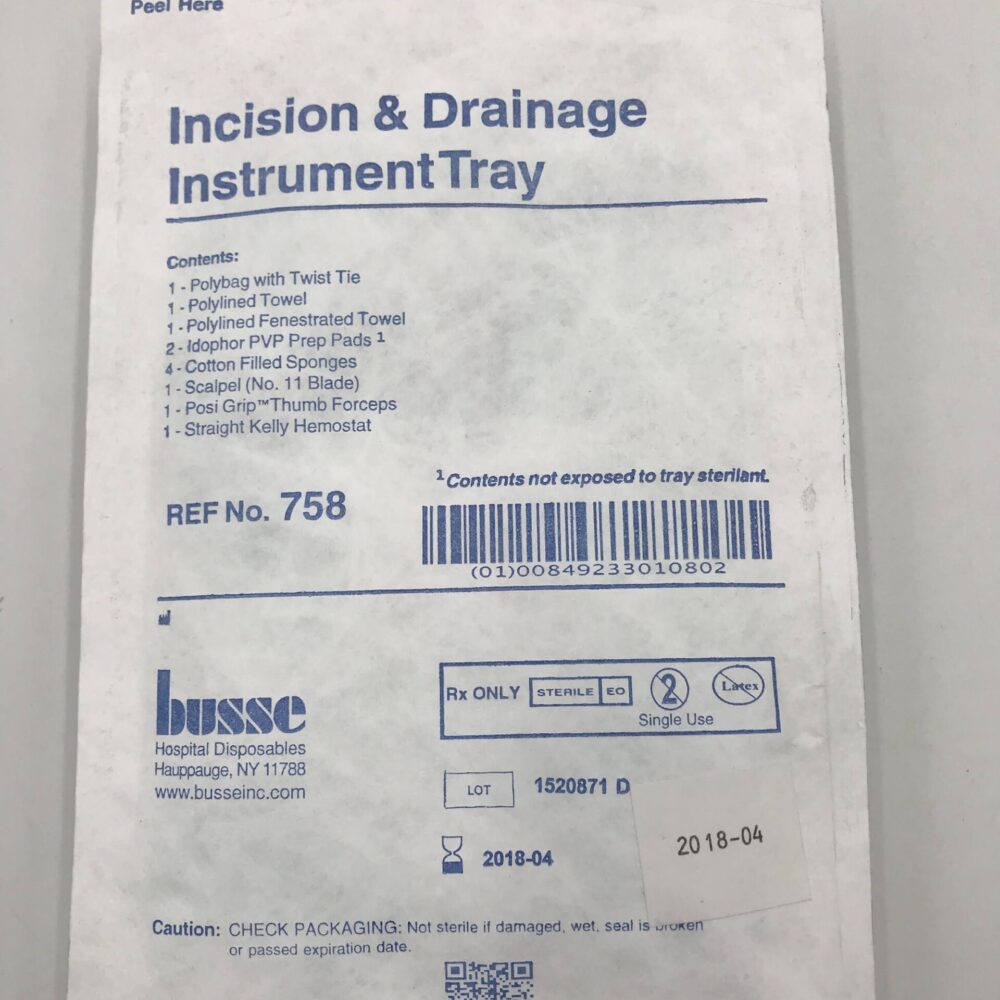 Peel Here
Incision & Drainage
Instrument Tray
Contents:
1 - Polybag with Twist Tie
1 - Polylined Towel
1 - Polylined Fenestrated Towel
2 - Idophor PVP Prep Pads ¹
4 - Cotton Filled Sponges
1 - Scalpel (No. 11 Blade)
1 - Posi Grip™ Thumb Forceps
1 - Straight Kelly Hemostat
¹ Contents not exposed to tray sterilant.
REF No. 758
(01)00849233010802
busse
Hospital Disposables
Hauppauge, NY 11788
www.busseinc.com
Rx ONLY STERILE EO 2 Latex
Single Use
LOT 1520871 D
2018-04
2018-04
Caution: CHECK PACKAGING: Not sterile if damaged, wet, seal is broken
or passed expiration date.